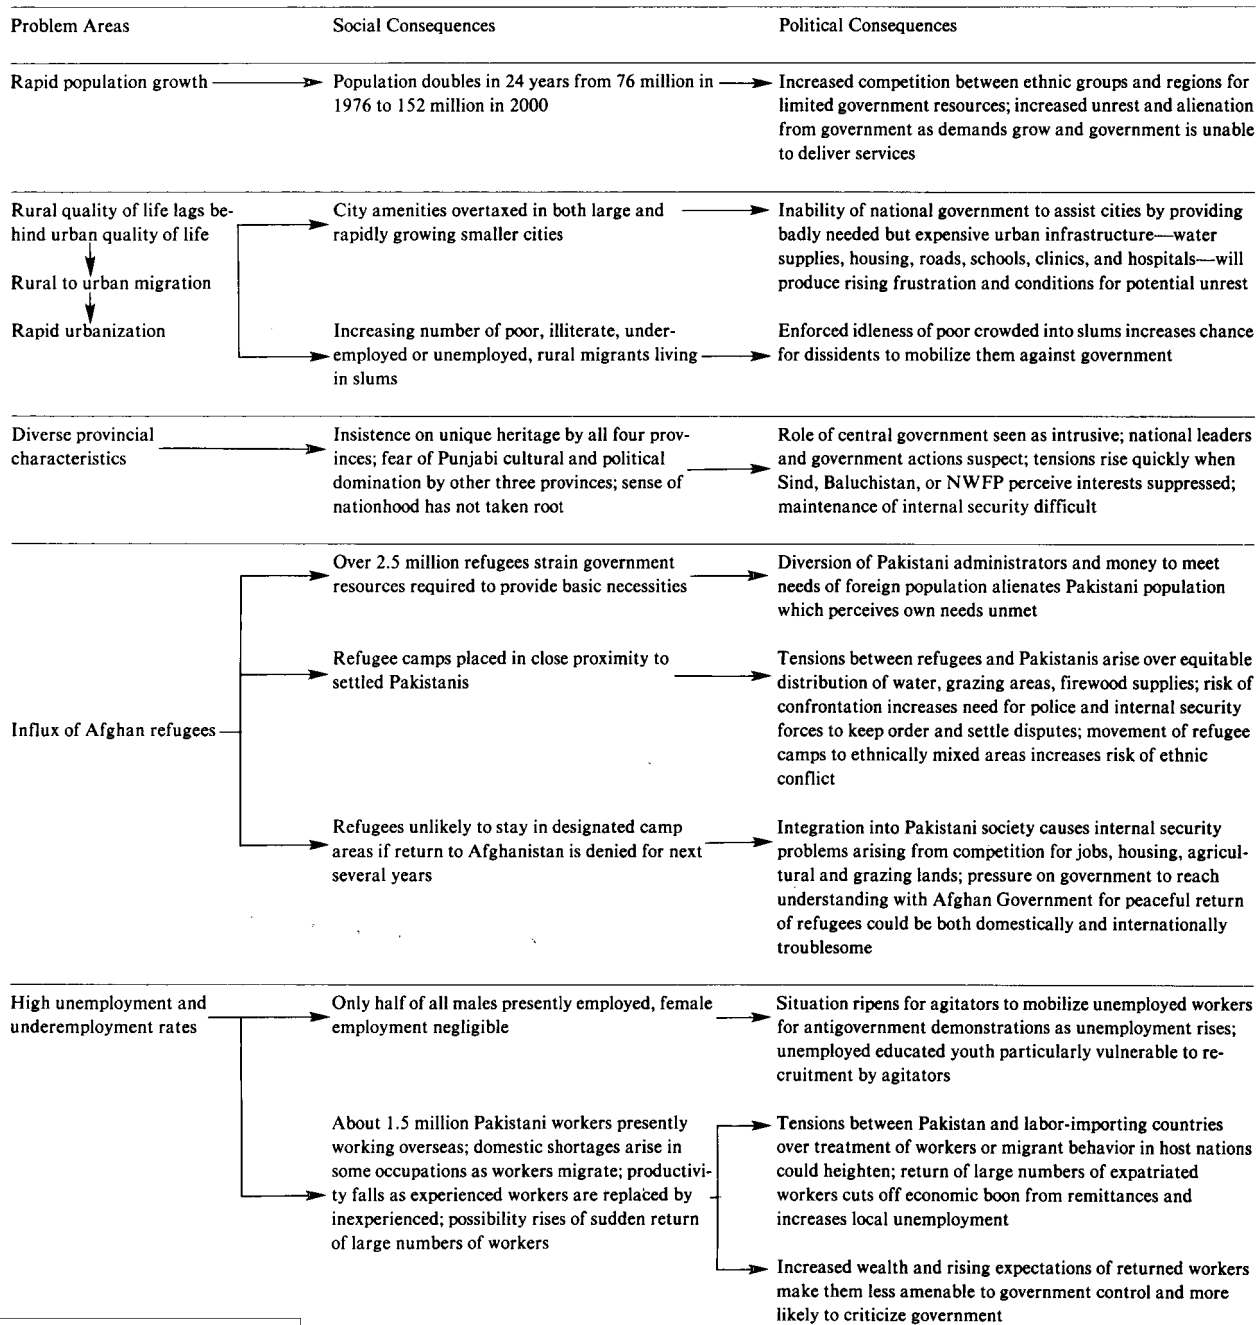 Problem Areas
Social Consequences
Political Consequences
Rapid population growth
Population doubles in 24 years from 76 million in
1976 to 152 million in 2000
Increased competition between ethnic groups and regions for
limited government resources; increased unrest and alienation
from government as demands grow and government is unable
to deliver services
Rural quality of life lags be-
hind urban quality of life
Rural to urban migration
Rapid urbanization
City amenities overtaxed in both large and
rapidly growing smaller cities
Inability of national government to assist cities by providing
badly needed but expensive urban infrastructure—water
supplies, housing, roads, schools, clinics, and hospitals—will
produce rising frustration and conditions for potential unrest
Increasing number of poor, illiterate, under-
employed or unemployed, rural migrants living
in slums
Enforced idleness of poor crowded into slums increases chance
for dissidents to mobilize them against government
Diverse provincial
characteristics
Insistence on unique heritage by all four prov-
inces; fear of Punjabi cultural and political
domination by other three provinces; sense of
nationhood has not taken root
Role of central government seen as intrusive; national leaders
and government actions suspect; tensions rise quickly when
Sind, Baluchistan, or NWFP perceive interests suppressed;
maintenance of internal security difficult
Influx of Afghan refugees
Over 2.5 million refugees strain government
resources required to provide basic necessities
Diversion of Pakistani administrators and money to meet
needs of foreign population alienates Pakistani population
which perceives own needs unmet
Refugee camps placed in close proximity to
settled Pakistanis
Tensions between refugees and Pakistanis arise over equitable
distribution of water, grazing areas, firewood supplies; risk of
confrontation increases need for police and internal security
forces to keep order and settle disputes; movement of refugee
camps to ethnically mixed areas increases risk of ethnic
conflict
Refugees unlikely to stay in designated camp
areas if return to Afghanistan is denied for next
several years
Integration into Pakistani society causes internal security
problems arising from competition for jobs, housing, agricul-
tural and grazing lands; pressure on government to reach
understanding with Afghan Government for peaceful return
of refugees could be both domestically and internationally
troublesome
High unemployment and
underemployment rates
Only half of all males presently employed, female
employment negligible
Situation ripens for agitators to mobilize unemployed workers
for antigovernment demonstrations as unemployment rises;
unemployed educated youth particularly vulnerable to re-
cruitment by agitators
About 1.5 million Pakistani workers presently
working overseas; domestic shortages arise in
some occupations as workers migrate; productivi-
ty falls as experienced workers are replaced by
inexperienced; possibility rises of sudden return
of large numbers of workers
Tensions between Pakistan and labor-importing countries
over treatment of workers or migrant behavior in host nations
could heighten; return of large numbers of expatriated
workers cuts off economic boon from remittances and
increases local unemployment
Increased wealth and rising expectations of returned workers
make them less amenable to government control and more
likely to criticize government